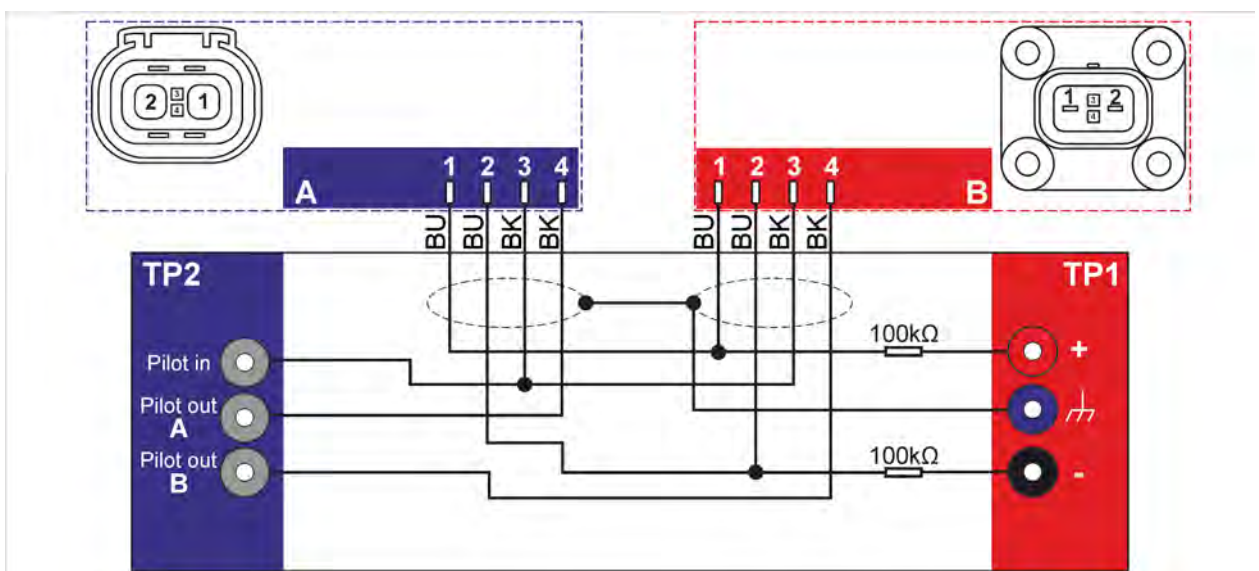 2 3 4 1
1 3 4 2
A 1 2 3 4
1 2 3 4 B
BU BU BK BK
BU BU BK BK
TP2
TP1
100kΩ
+
Pilot in
Pilot out
A
Pilot out
B
100kΩ
-